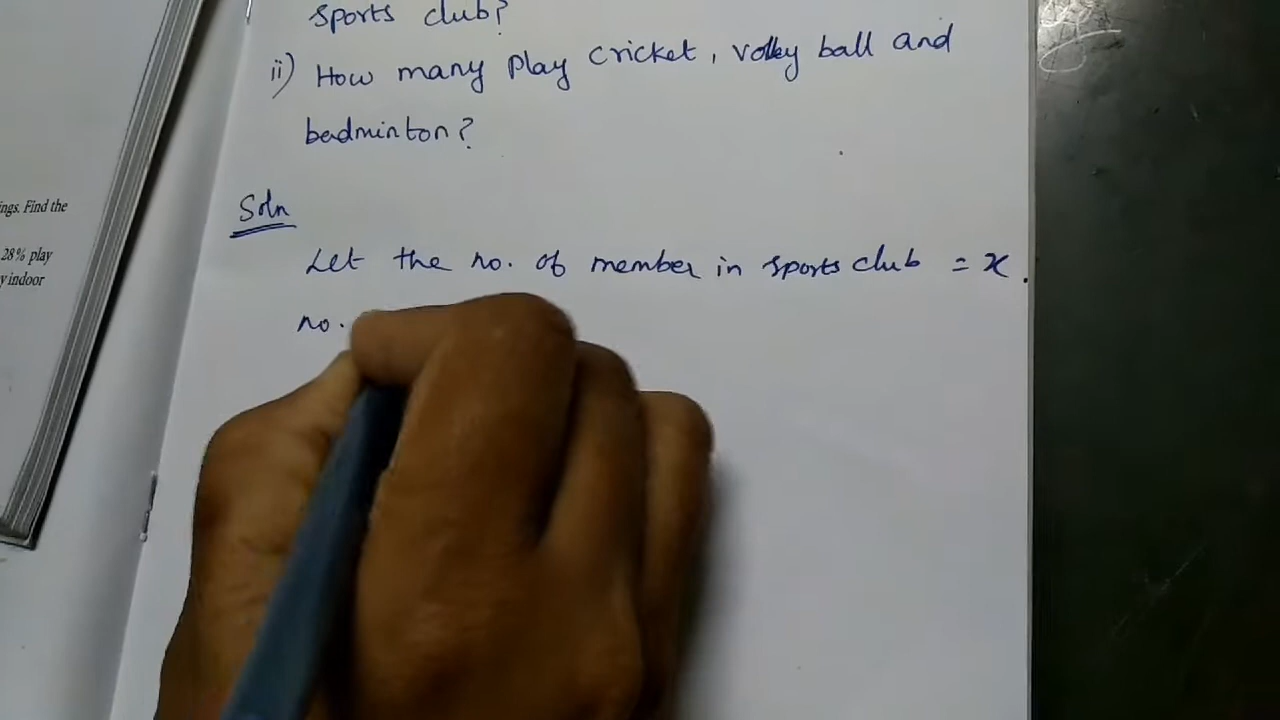 sports club?
ii) How many play cricket, volley ball and
badminton?
Soln
Let the no. of member in sports club = x.
no.
ngs. Find the
28% play
y indoor